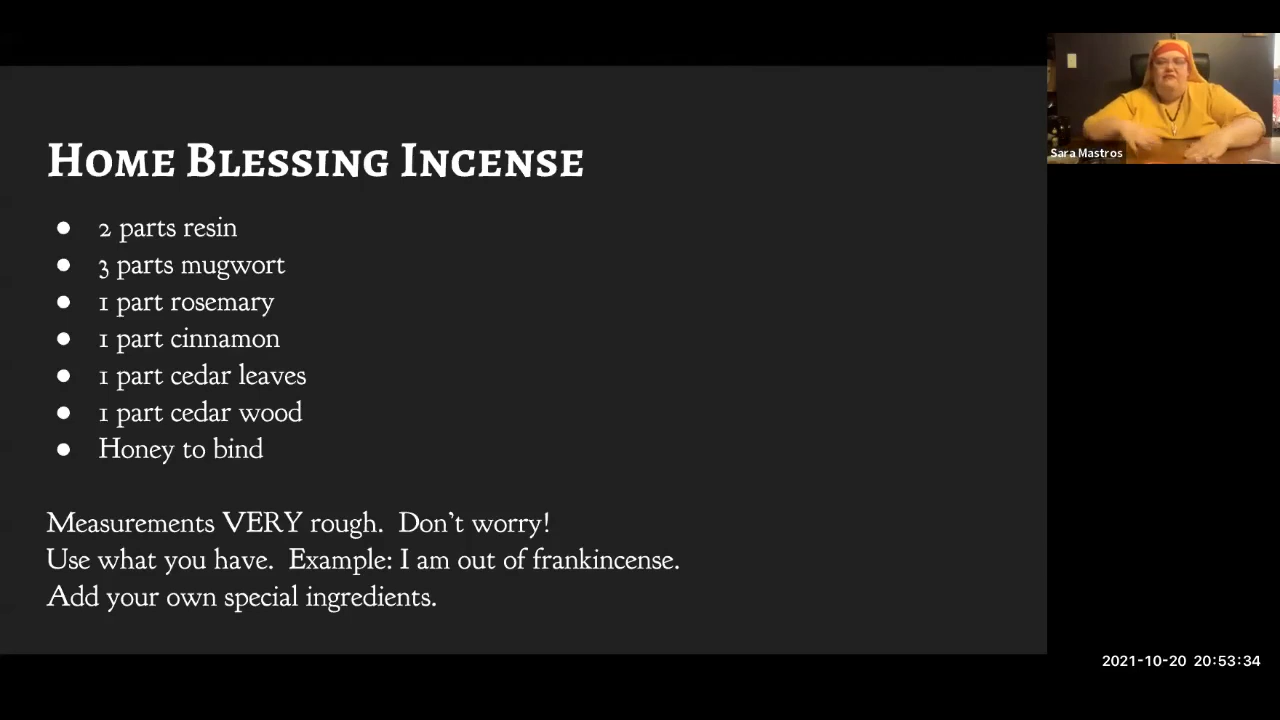 Home Blessing Incense
2 parts resin
3 parts mugwort
1 part rosemary
1 part cinnamon
1 part cedar leaves
1 part cedar wood
Honey to bind
Measurements VERY rough. Don't worry!
Use what you have. Example: I am out of frankincense.
Add your own special ingredients.
Sara Mastros
2021-10-20 20:53:34